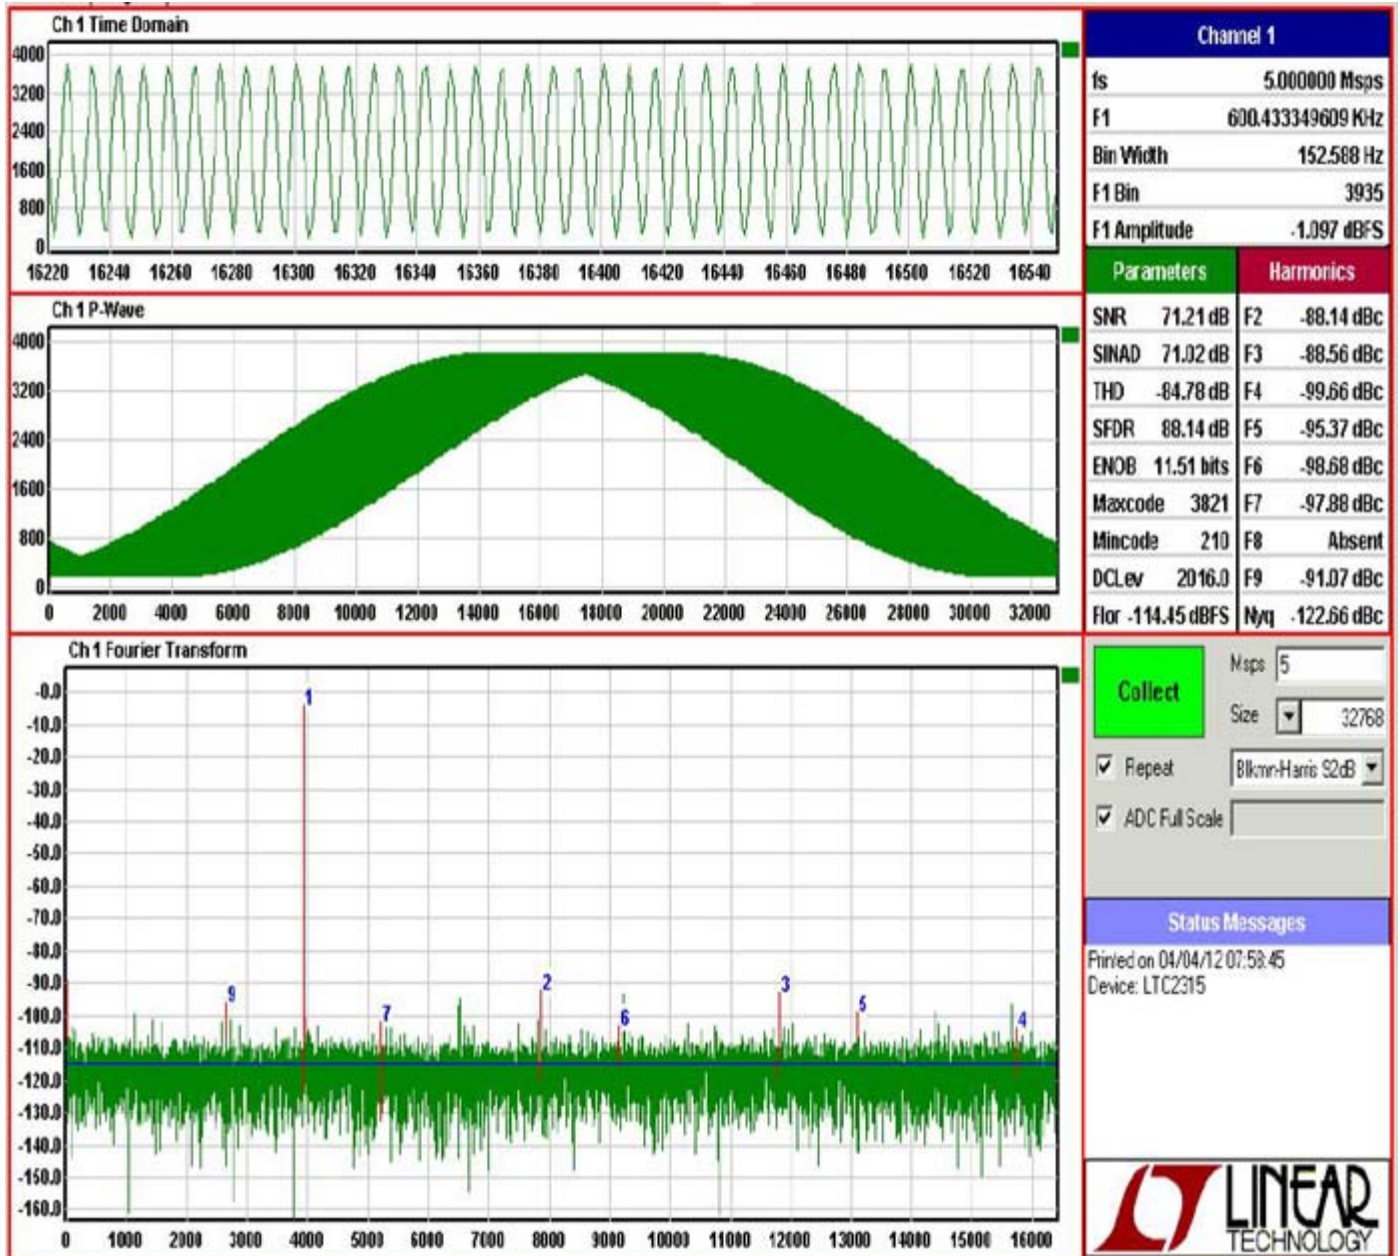 Ch 1 Time Domain
4000
3200
2400
1600
800
0
16220 16240 16260 16280 16300 16320 16340 16360 16380 16400 16420 16440 16460 16480 16500 16520 16540
Ch 1 P-Wave
4000
3200
2400
1600
800
0
0 2000 4000 6000 8000 10000 12000 14000 16000 18000 20000 22000 24000 26000 28000 30000 32000
Ch 1 Fourier Transform
-0.0
-10.0
-20.0
-30.0
-40.0
-50.0
-60.0
-70.0
-80.0
-90.0
-100.0
-110.0
-120.0
-130.0
-140.0
-150.0
-160.0
1
9
7
2
6
3
5
4
0 1000 2000 3000 4000 5000 6000 7000 8000 9000 10000 11000 12000 13000 14000 15000 16000
Channel 1
fs 5.000000 Msps
F1 600.433349609 KHz
Bin Width 152.588 Hz
F1 Bin 3935
F1 Amplitude -1.097 dBFS
Parameters Harmonics
SNR 71.21 dB F2 -88.14 dBc
SINAD 71.02 dB F3 -88.56 dBc
THD -84.78 dB F4 -99.66 dBc
SFDR 88.14 dB F5 -95.37 dBc
ENOB 11.51 bits F6 -98.68 dBc
Maxcode 3821 F7 -97.88 dBc
Mincode 210 F8 Absent
DCLev 2016.0 F9 -91.07 dBc
Flor -114.45 dBFS Nyq -122.66 dBc
Collect
Msps 5
Size 32768
Repeat
Blkmn-Harris 92dB
ADC Full Scale
Status Messages
Printed on 04/04/12 07:58:45
Device: LTC2315
LINEAR
TECHNOLOGY